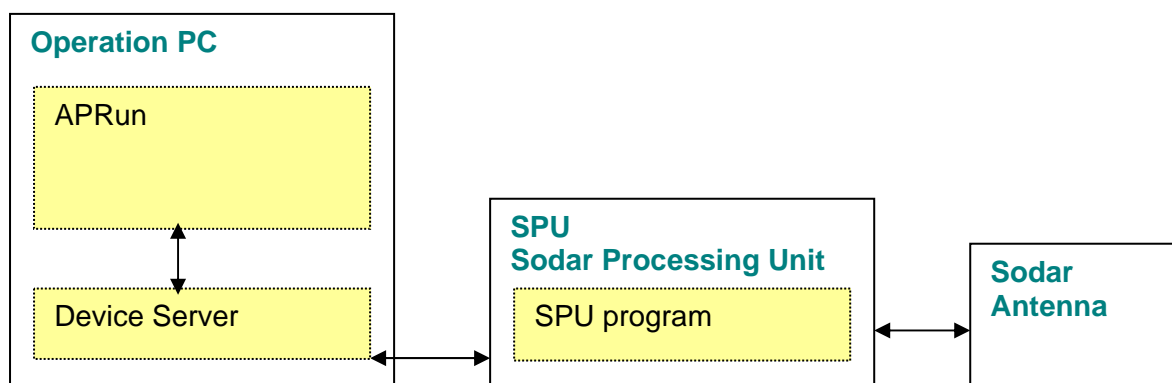 Operation PC
APRun
Device Server
SPU
Sodar Processing Unit
SPU program
Sodar
Antenna